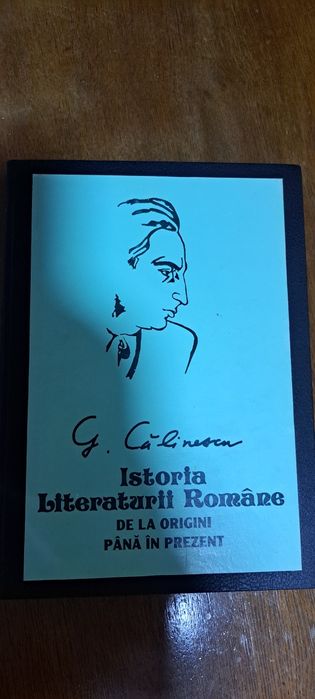 G. Călinescu
Istoria
Literaturii Române
DE LA ORIGINI
PÂNĂ ÎN PREZENT